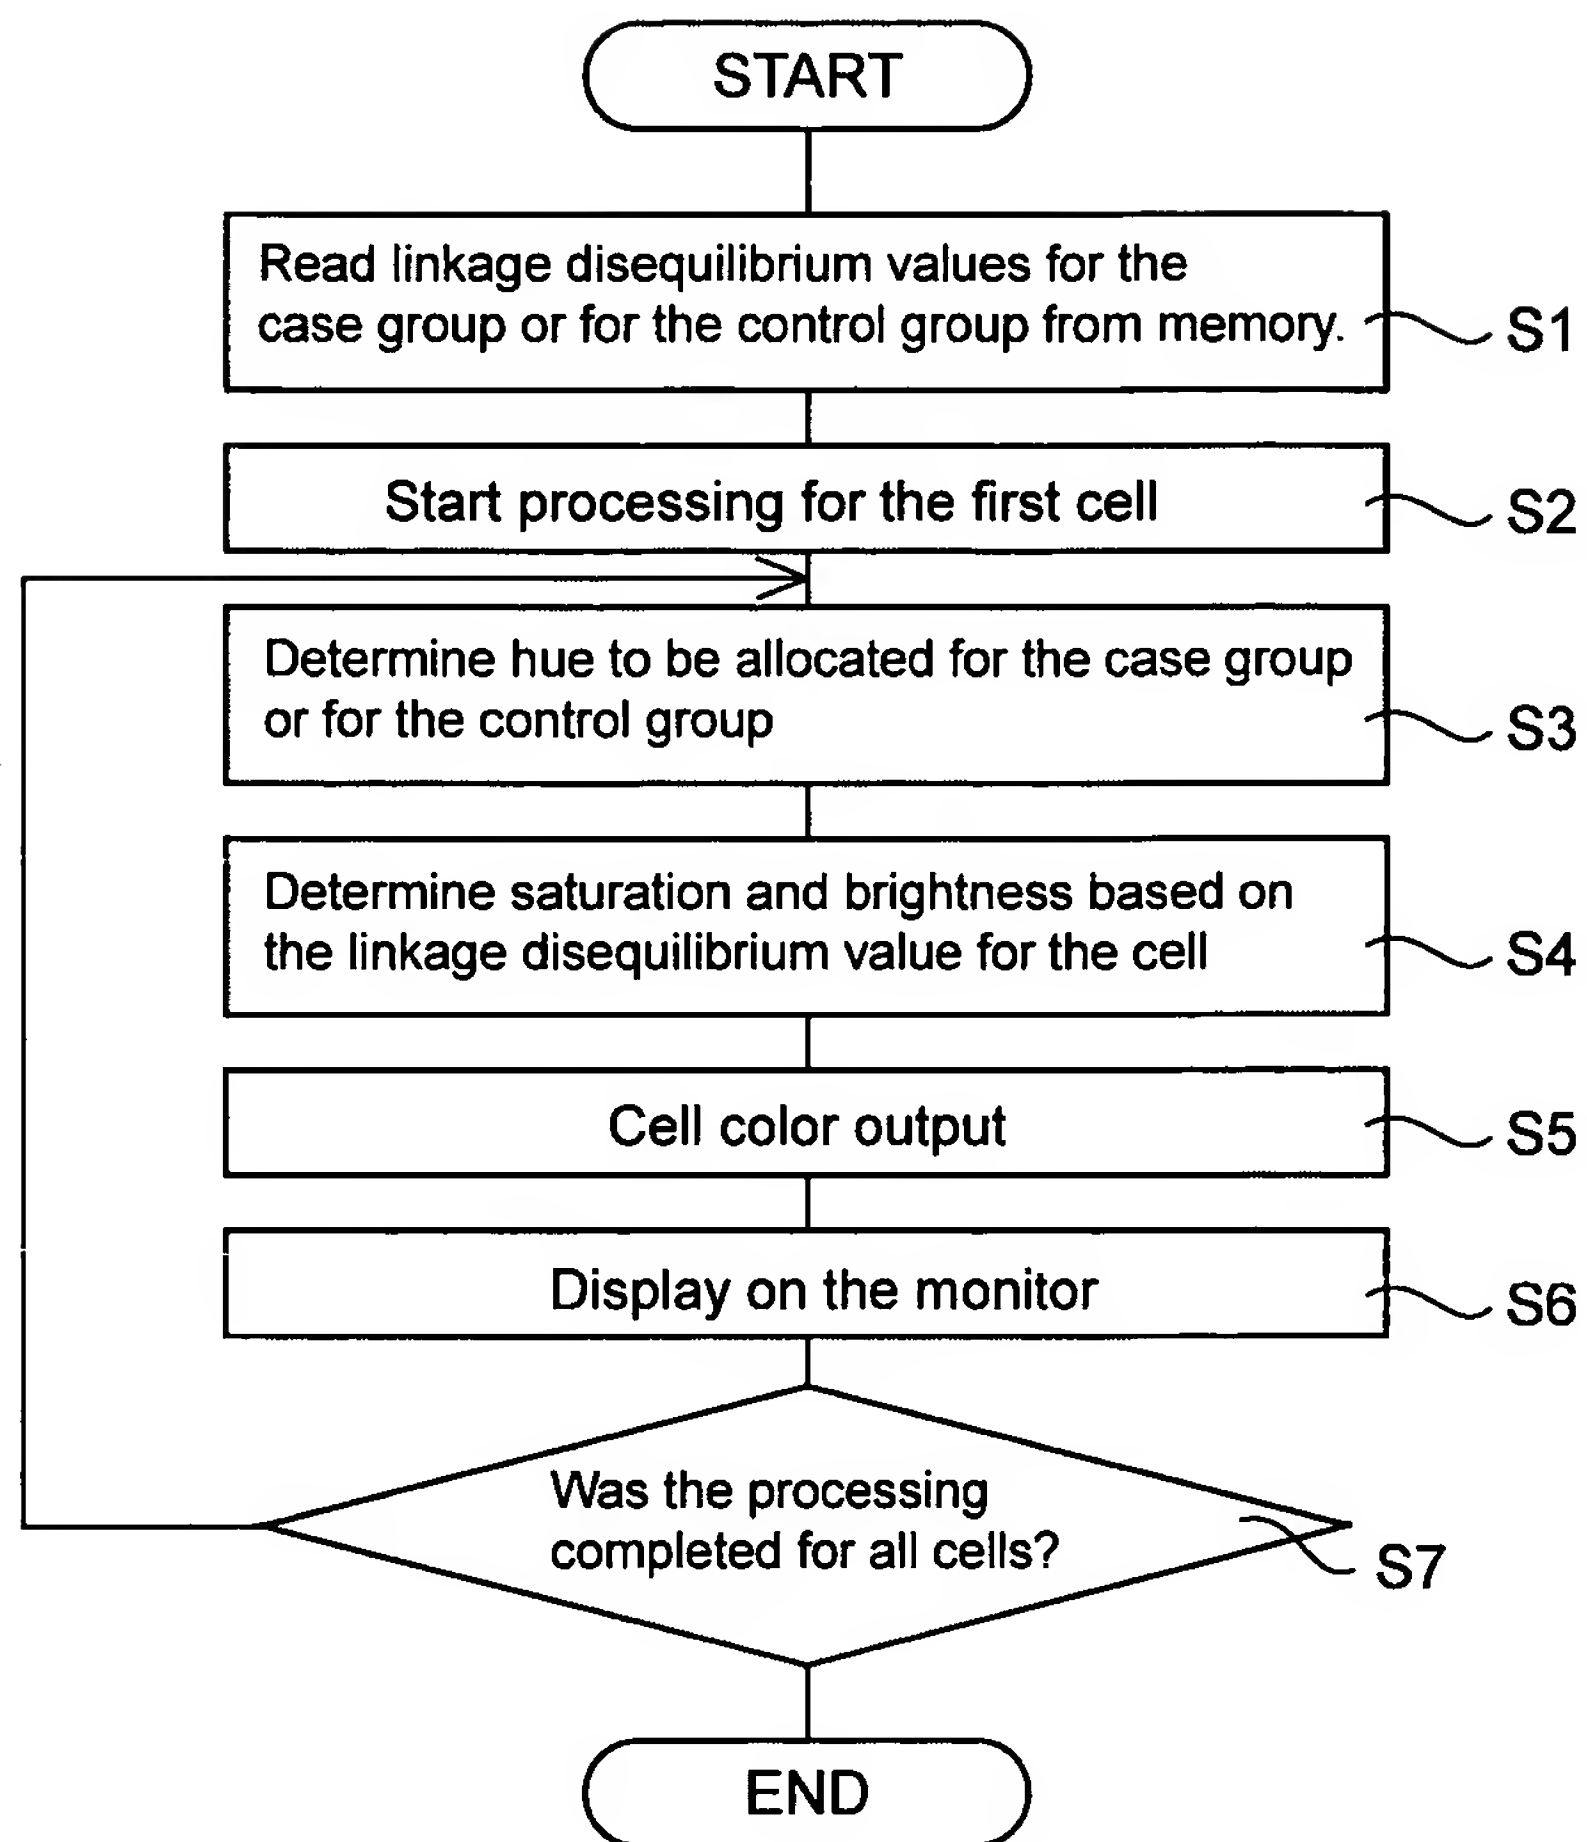 START
Read linkage disequilibrium values for the
case group or for the control group from memory.
S1
Start processing for the first cell
S2
Determine hue to be allocated for the case group
or for the control group
S3
Determine saturation and brightness based on
the linkage disequilibrium value for the cell
S4
Cell color output
S5
Display on the monitor
S6
Was the processing
completed for all cells?
S7
END